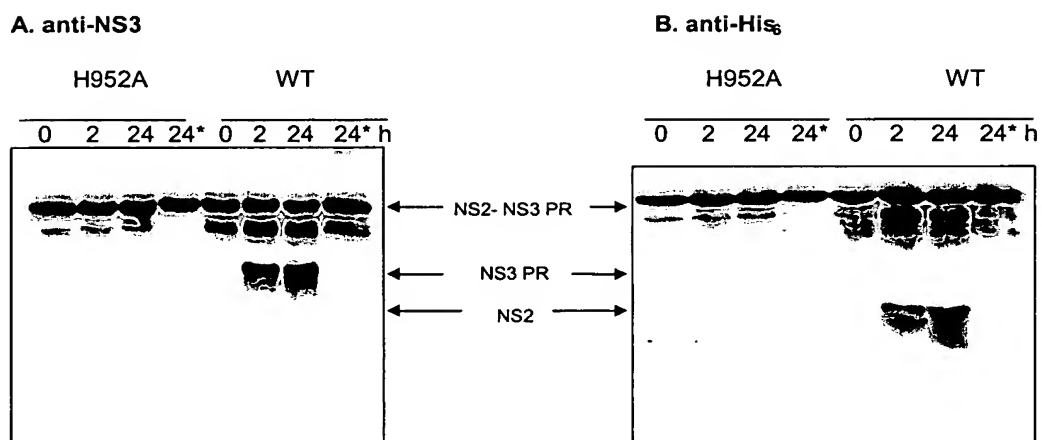 A. anti-NS3
B. anti-His6
H952A WT
H952A WT
0 2 24 24* 0 2 24 24* h
0 2 24 24* 0 2 24 24* h
NS2- NS3 PR
NS3 PR
NS2